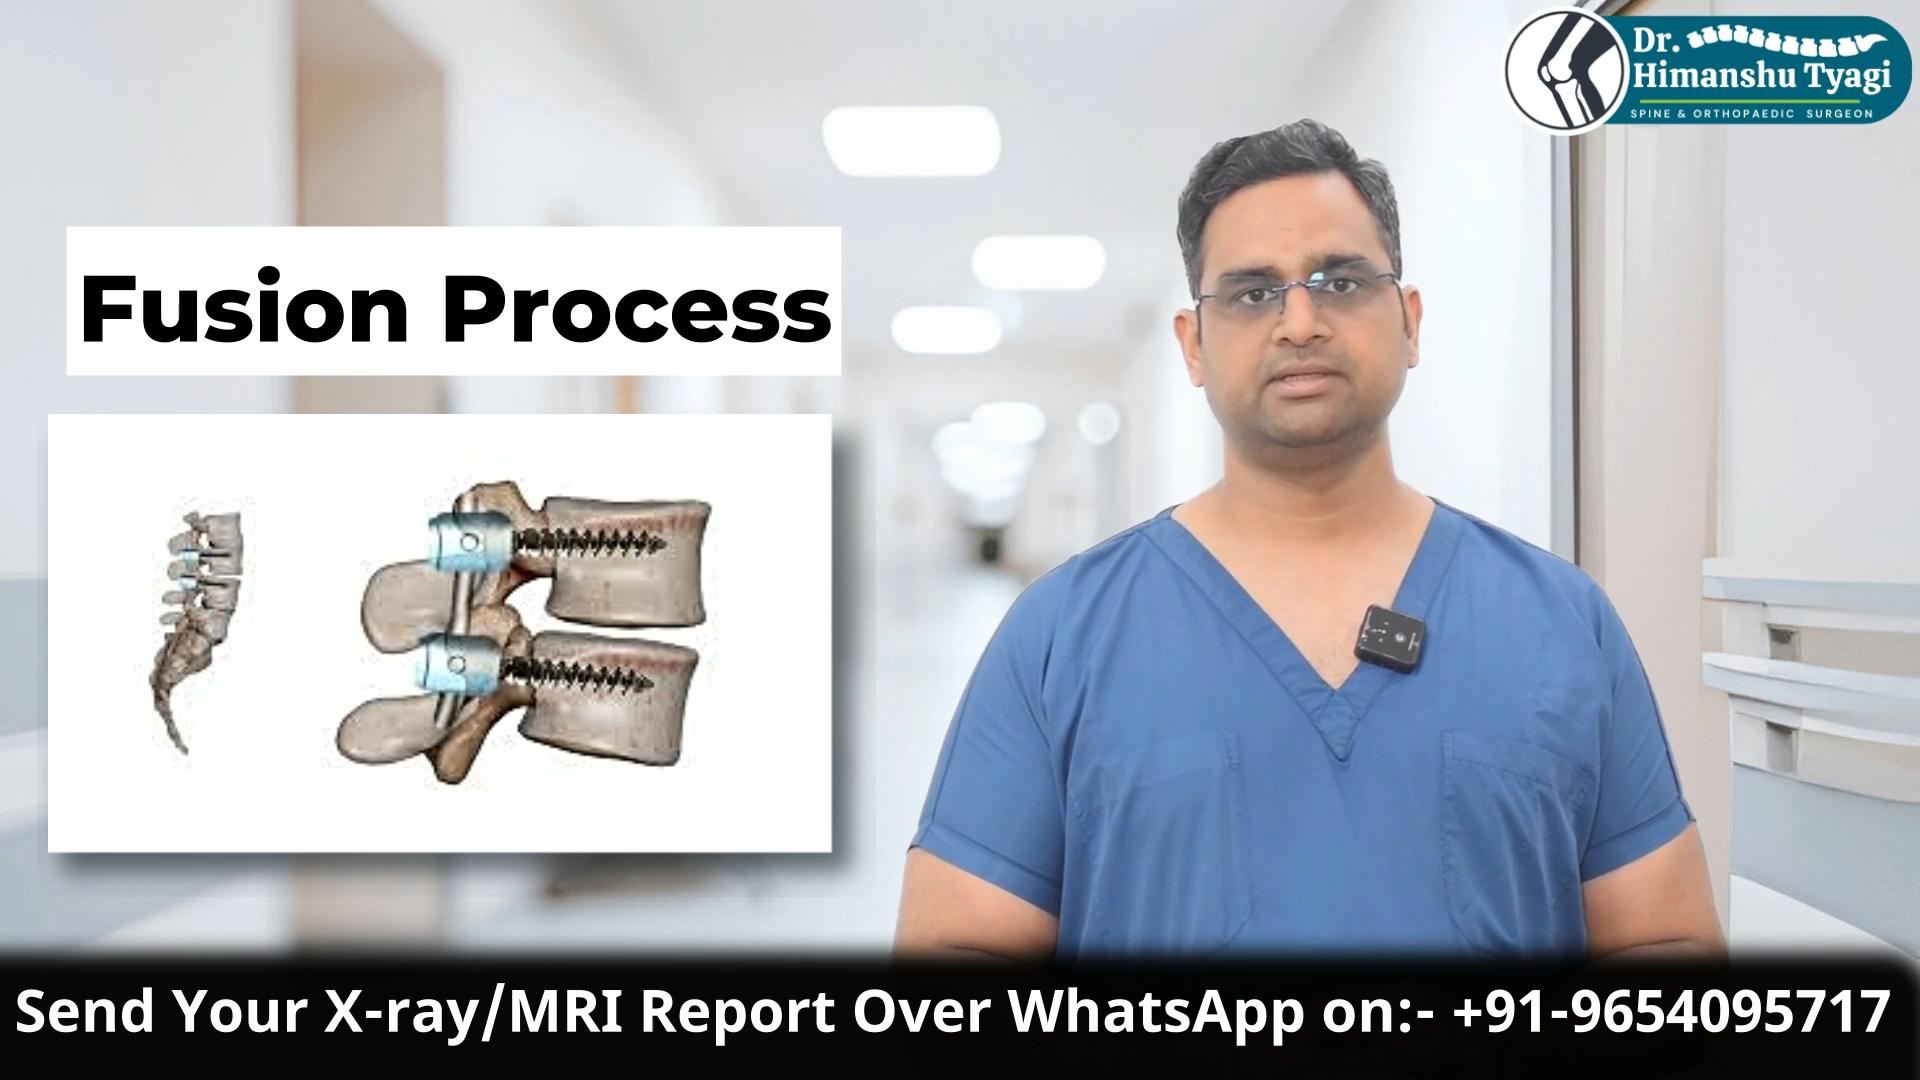 Dr.
Himanshu Tyagi
SPINE & ORTHOPAEDIC SURGEON
Fusion Process
Send Your X-ray/MRI Report Over WhatsApp on:- +91-9654095717